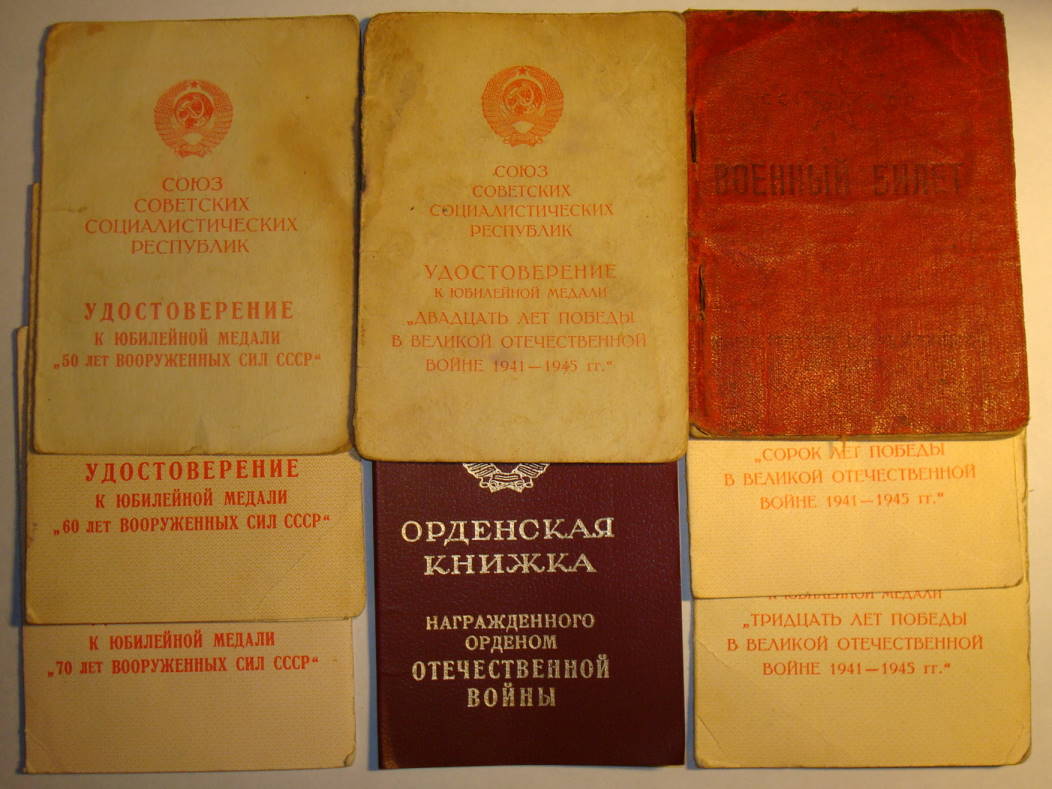 СОЮЗ
СОВЕТСКИХ
СОЦИАЛИСТИЧЕСКИХ
РЕСПУБЛИК
УДОСТОВЕРЕНИЕ
К ЮБИЛЕЙНОЙ МЕДАЛИ
„50 ЛЕТ ВООРУЖЕННЫХ СИЛ СССР“
СОЮЗ
СОВЕТСКИХ
СОЦИАЛИСТИЧЕСКИХ
РЕСПУБЛИК
УДОСТОВЕРЕНИЕ
К ЮБИЛЕЙНОЙ МЕДАЛИ
„ДВАДЦАТЬ ЛЕТ ПОБЕДЫ
В ВЕЛИКОЙ ОТЕЧЕСТВЕННОЙ
ВОЙНЕ 1941—1945 гг.“
ВОЕННЫЙ БИЛЕТ
УДОСТОВЕРЕНИЕ
К ЮБИЛЕЙНОЙ МЕДАЛИ
„60 ЛЕТ ВООРУЖЕННЫХ СИЛ СССР“
К ЮБИЛЕЙНОЙ МЕДАЛИ
„70 ЛЕТ ВООРУЖЕННЫХ СИЛ СССР“
ОРДЕНСКАЯ
КНИЖКА
НАГРАЖДЕННОГО
ОРДЕНОМ
ОТЕЧЕСТВЕННОЙ
ВОЙНЫ
„СОРОК ЛЕТ ПОБЕДЫ
В ВЕЛИКОЙ ОТЕЧЕСТВЕННОЙ
ВОЙНЕ 1941—1945 гг.“
К ЮБИЛЕЙНОЙ МЕДАЛИ
„ТРИДЦАТЬ ЛЕТ ПОБЕДЫ
В ВЕЛИКОЙ ОТЕЧЕСТВЕННОЙ
ВОЙНЕ 1941—1945 гг.“